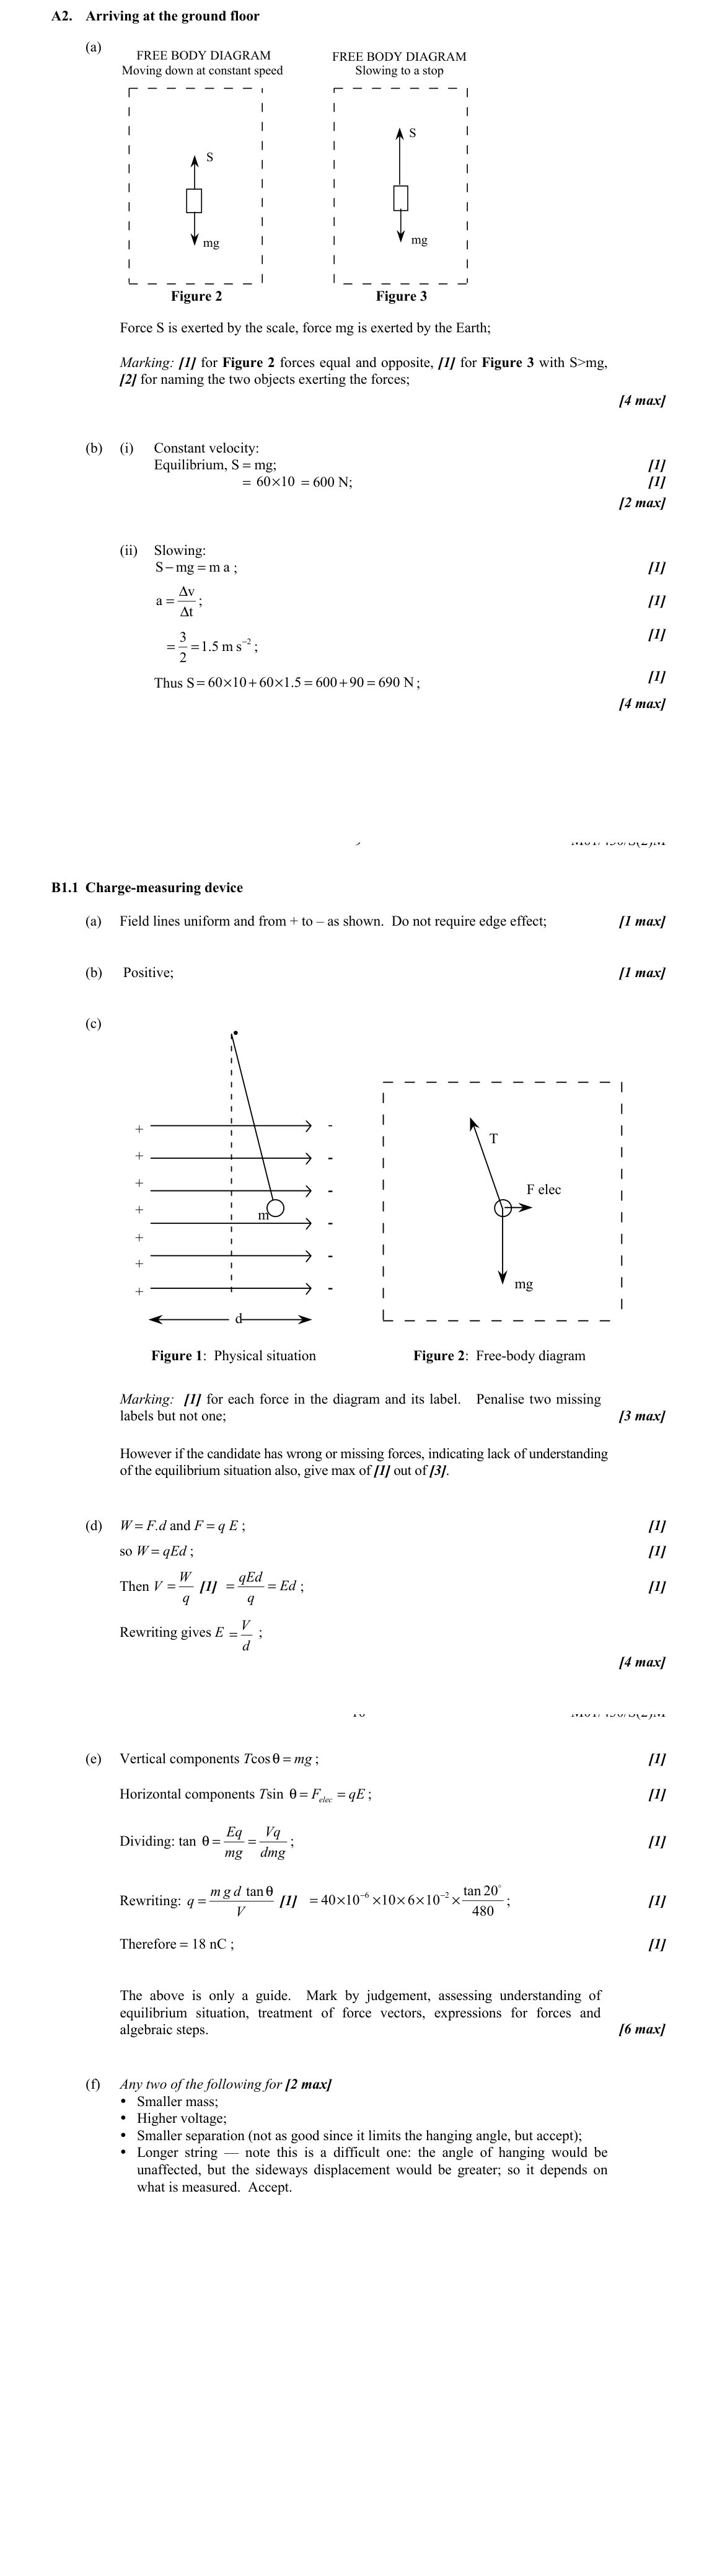 A2. Arriving at the ground floor
(a)
FREE BODY DIAGRAM
Moving down at constant speed
FREE BODY DIAGRAM
Slowing to a stop
S
mg
S
mg
Figure 2
Figure 3
Force S is exerted by the scale, force mg is exerted by the Earth;
Marking: [1] for Figure 2 forces equal and opposite, [1] for Figure 3 with S>mg,
[2] for naming the two objects exerting the forces;
[4 max]
(b) (i) Constant velocity:
Equilibrium, S = mg; [1]
= 60×10 = 600 N; [1]
[2 max]
(ii) Slowing:
S − mg = m a ; [1]
a = Δv/Δt ; [1]
= 3/2 = 1.5 m s⁻² ; [1]
Thus S = 60×10 + 60×1.5 = 600 + 90 = 690 N ; [1]
[4 max]
B1.1 Charge-measuring device
(a) Field lines uniform and from + to – as shown. Do not require edge effect; [1 max]
(b) Positive; [1 max]
(c)
+ -
+ -
+ -
+ -
+ -
+ -
+
m
d
T
F elec
mg
Figure 1: Physical situation
Figure 2: Free-body diagram
Marking: [1] for each force in the diagram and its label. Penalise two missing
labels but not one; [3 max]
However if the candidate has wrong or missing forces, indicating lack of understanding
of the equilibrium situation also, give max of [1] out of [3].
(d) W = F.d and F = q E ; [1]
so W = qEd ; [1]
Then V = W/q [1] = qEd/q = Ed ; [1]
Rewriting gives E = V/d ;
[4 max]
(e) Vertical components Tcos θ = mg ; [1]
Horizontal components Tsin θ = F_elec = qE ; [1]
Dividing: tan θ = Eq/mg = Vq/dmg ; [1]
Rewriting: q = m g d tan θ/V [1] = 40×10⁻⁶ ×10×6×10⁻² × tan 20°/480 ; [1]
Therefore = 18 nC ; [1]
The above is only a guide. Mark by judgement, assessing understanding of
equilibrium situation, treatment of force vectors, expressions for forces and
algebraic steps. [6 max]
(f) Any two of the following for [2 max]
• Smaller mass;
• Higher voltage;
• Smaller separation (not as good since it limits the hanging angle, but accept);
• Longer string — note this is a difficult one: the angle of hanging would be
unaffected, but the sideways displacement would be greater; so it depends on
what is measured. Accept.